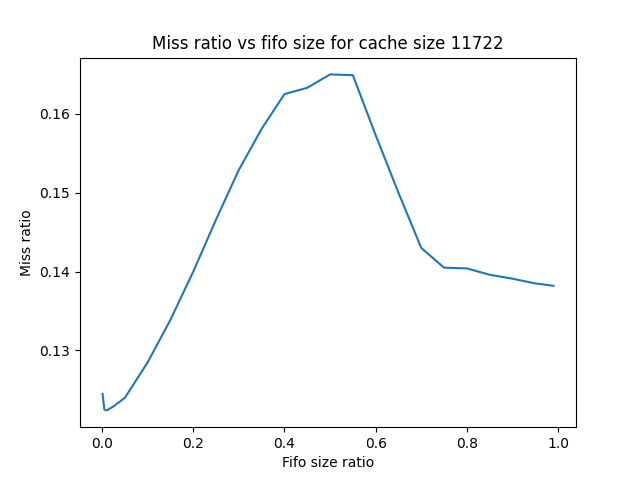 Miss ratio vs fifo size for cache size 11722
Miss ratio
0.16
0.15
0.14
0.13
0.0 0.2 0.4 0.6 0.8 1.0
Fifo size ratio